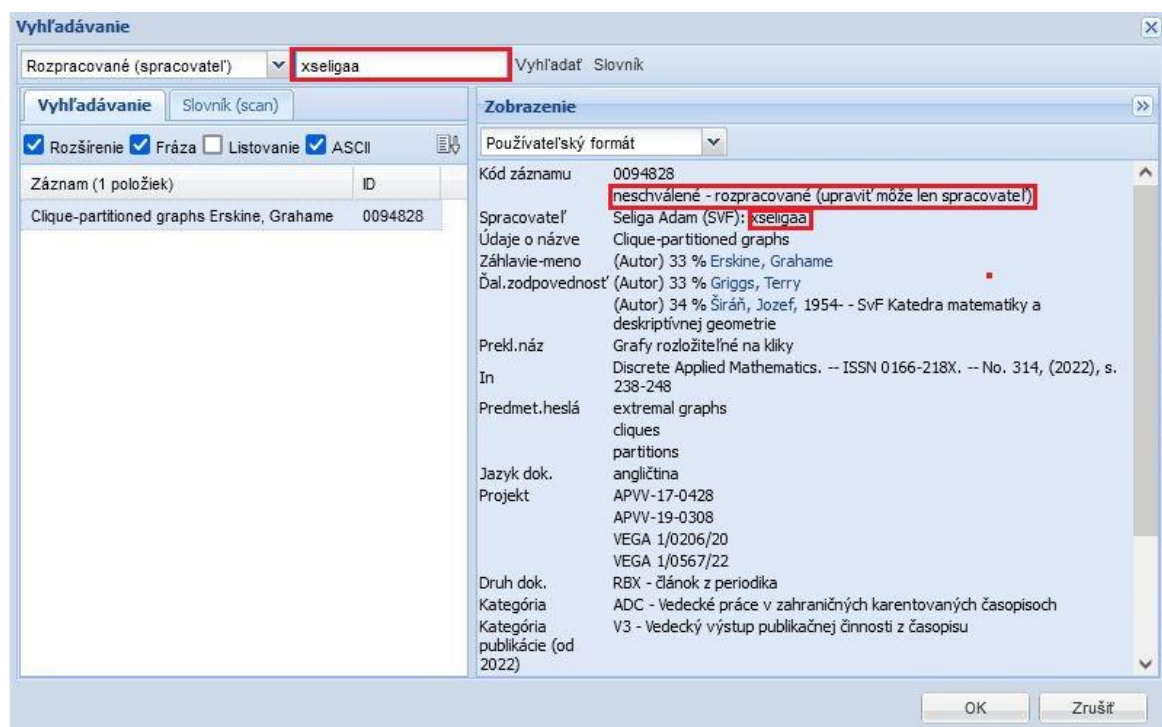 Vyhľadávanie
Rozpracované (spracovateľ) xseligaa Vyhľadať Slovník
Vyhľadávanie Slovník (scan)
Rozšírenie Fráza Listovanie ASCII
Záznam (1 položiek) ID
Clique-partitioned graphs Erskine, Grahame 0094828
Zobrazenie
Používateľský formát
Kód záznamu 0094828
neschválené - rozpracované (upraviť môže len spracovateľ)
Spracovateľ Seliga Adam (SVF): xseligaa
Údaje o názve Clique-partitioned graphs
Záhlavie-meno (Autor) 33 % Erskine, Grahame
Ďal.zodpovednosť (Autor) 33 % Griggs, Terry
(Autor) 34 % Širáň, Jozef, 1954- - SvF Katedra matematiky a
deskriptívnej geometrie
Prekl.náz Grafy rozložiteľné na kliky
In Discrete Applied Mathematics. -- ISSN 0166-218X. -- No. 314, (2022), s.
238-248
Predmet.heslá extremal graphs
cliques
partitions
Jazyk dok. angličtina
Projekt APVV-17-0428
APVV-19-0308
VEGA 1/0206/20
VEGA 1/0567/22
Druh dok. RBX - článok z periodika
Kategória ADC - Vedecké práce v zahraničných karentovaných časopisoch
Kategória V3 - Vedecký výstup publikačnej činnosti z časopisu
publikácie (od
2022)
OK Zrušiť